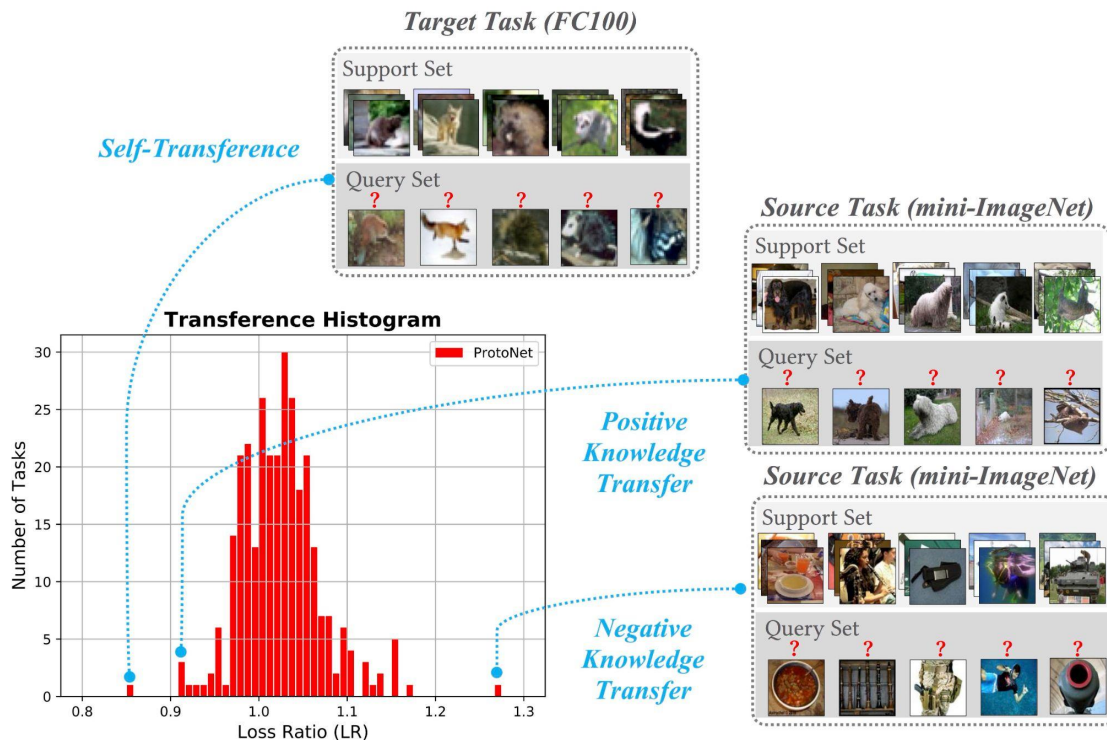 Target Task (FC100)
Support Set
Self-Transference
Query Set
? ? ? ? ?
Source Task (mini-ImageNet)
Support Set
Query Set
? ? ? ? ?
Positive
Knowledge
Transfer
Source Task (mini-ImageNet)
Support Set
Query Set
? ? ? ? ?
Negative
Knowledge
Transfer
Transference Histogram
ProtoNet
Number of Tasks
30
25
20
15
10
5
0
0.8 0.9 1.0 1.1 1.2 1.3
Loss Ratio (LR)